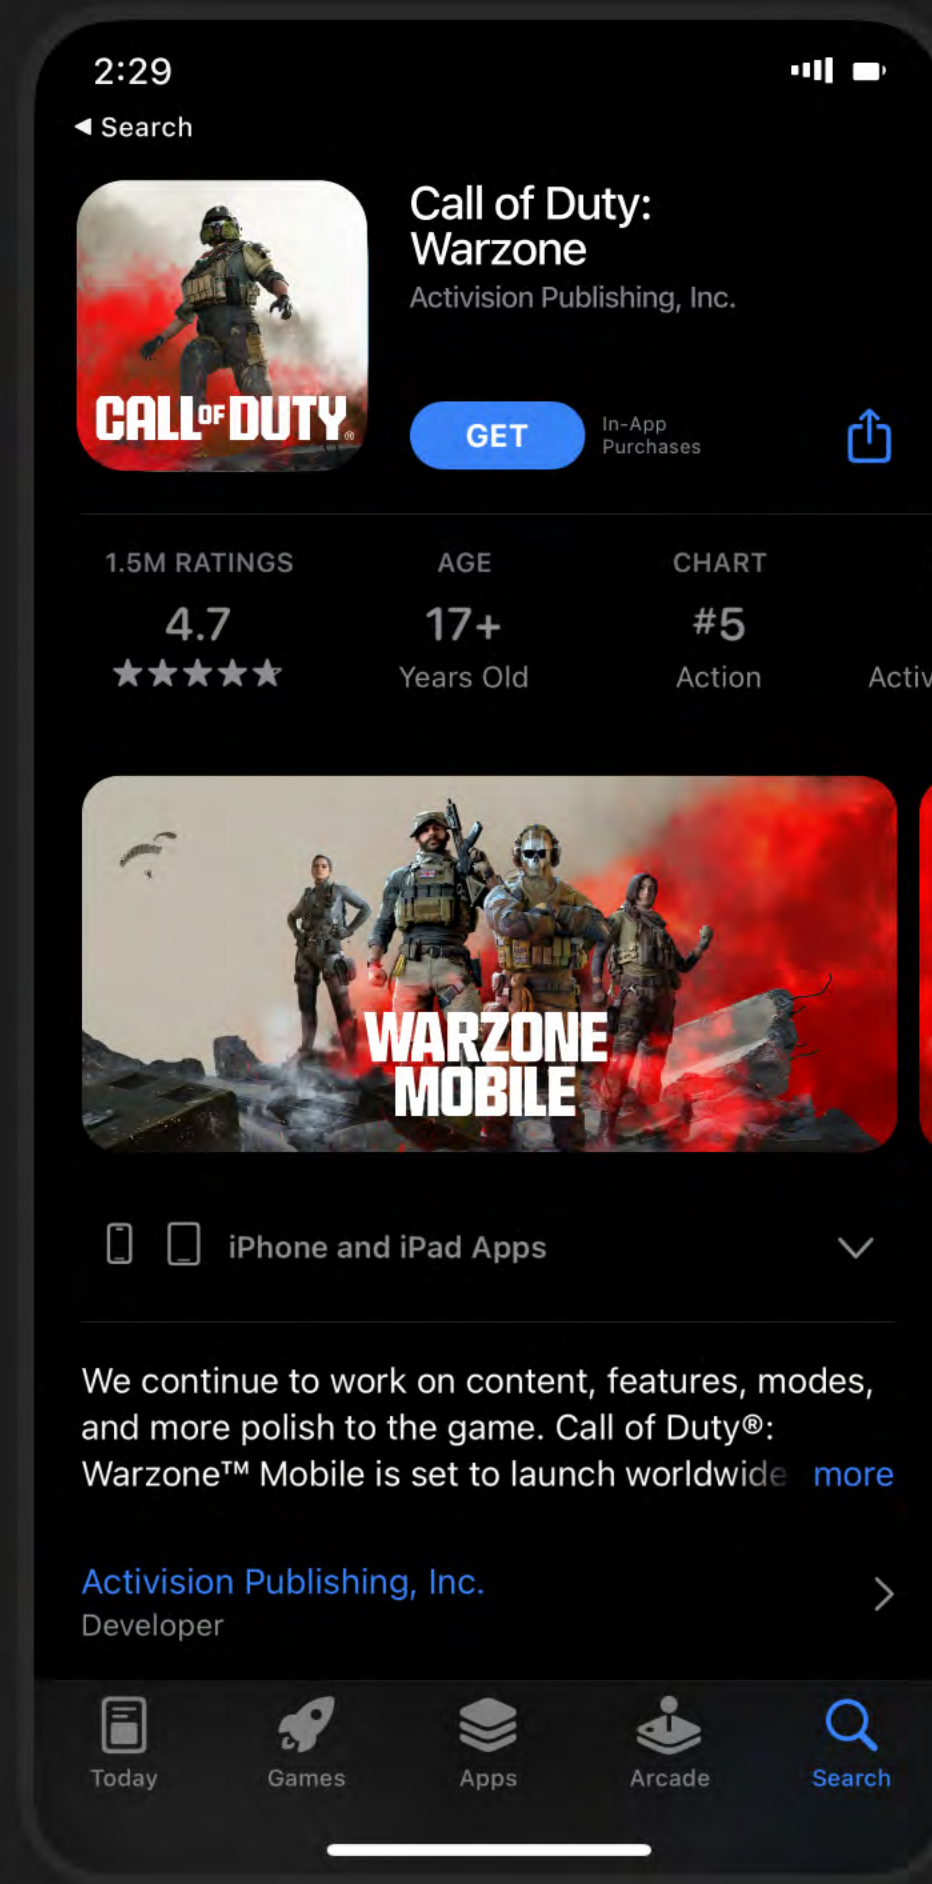 2:29
Search
Call of Duty:
Warzone
Activision Publishing, Inc.
CALL OF DUTY®
GET
In-App
Purchases
1.5M RATINGS
4.7
AGE
17+
Years Old
CHART
#5
Action
Activ
WARZONE
MOBILE
iPhone and iPad Apps
We continue to work on content, features, modes,
and more polish to the game. Call of Duty®:
Warzone™ Mobile is set to launch worldwide more
Activision Publishing, Inc.
Developer
Today
Games
Apps
Arcade
Search